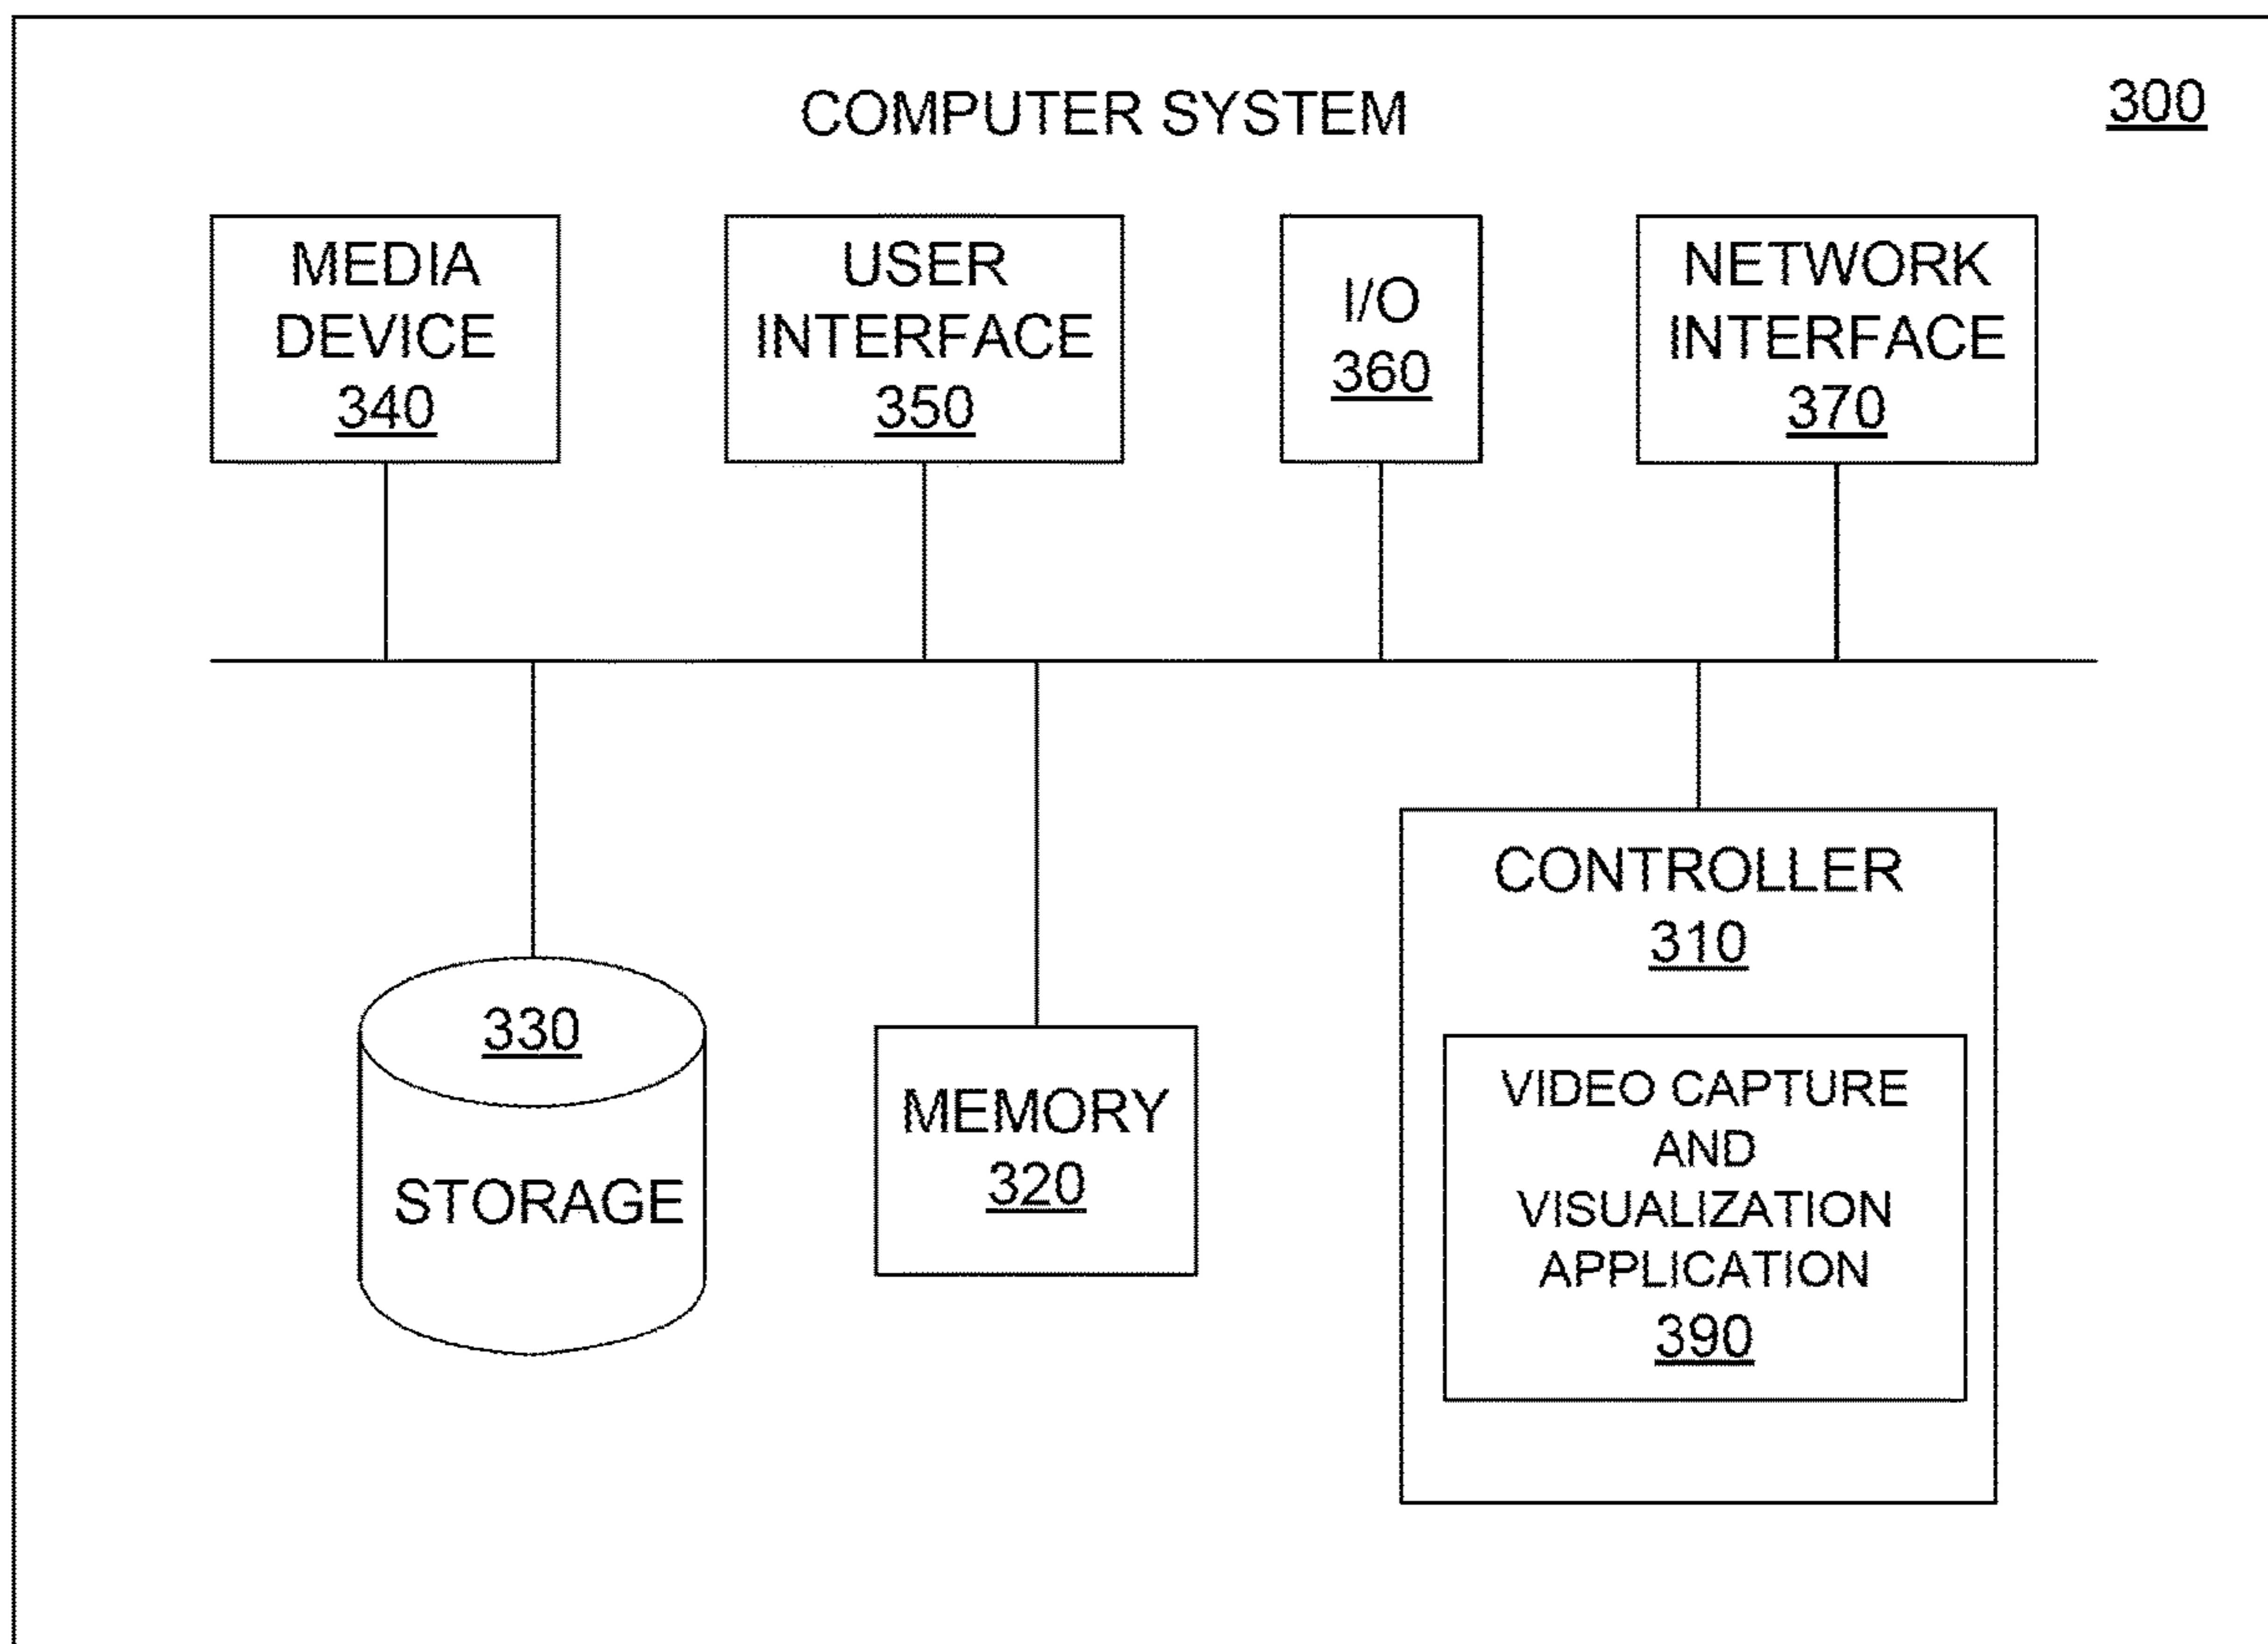 COMPUTER SYSTEM
300
MEDIA
DEVICE
340
USER
INTERFACE
350
I/O
360
NETWORK
INTERFACE
370
330
STORAGE
MEMORY
320
CONTROLLER
310
VIDEO CAPTURE
AND
VISUALIZATION
APPLICATION
390